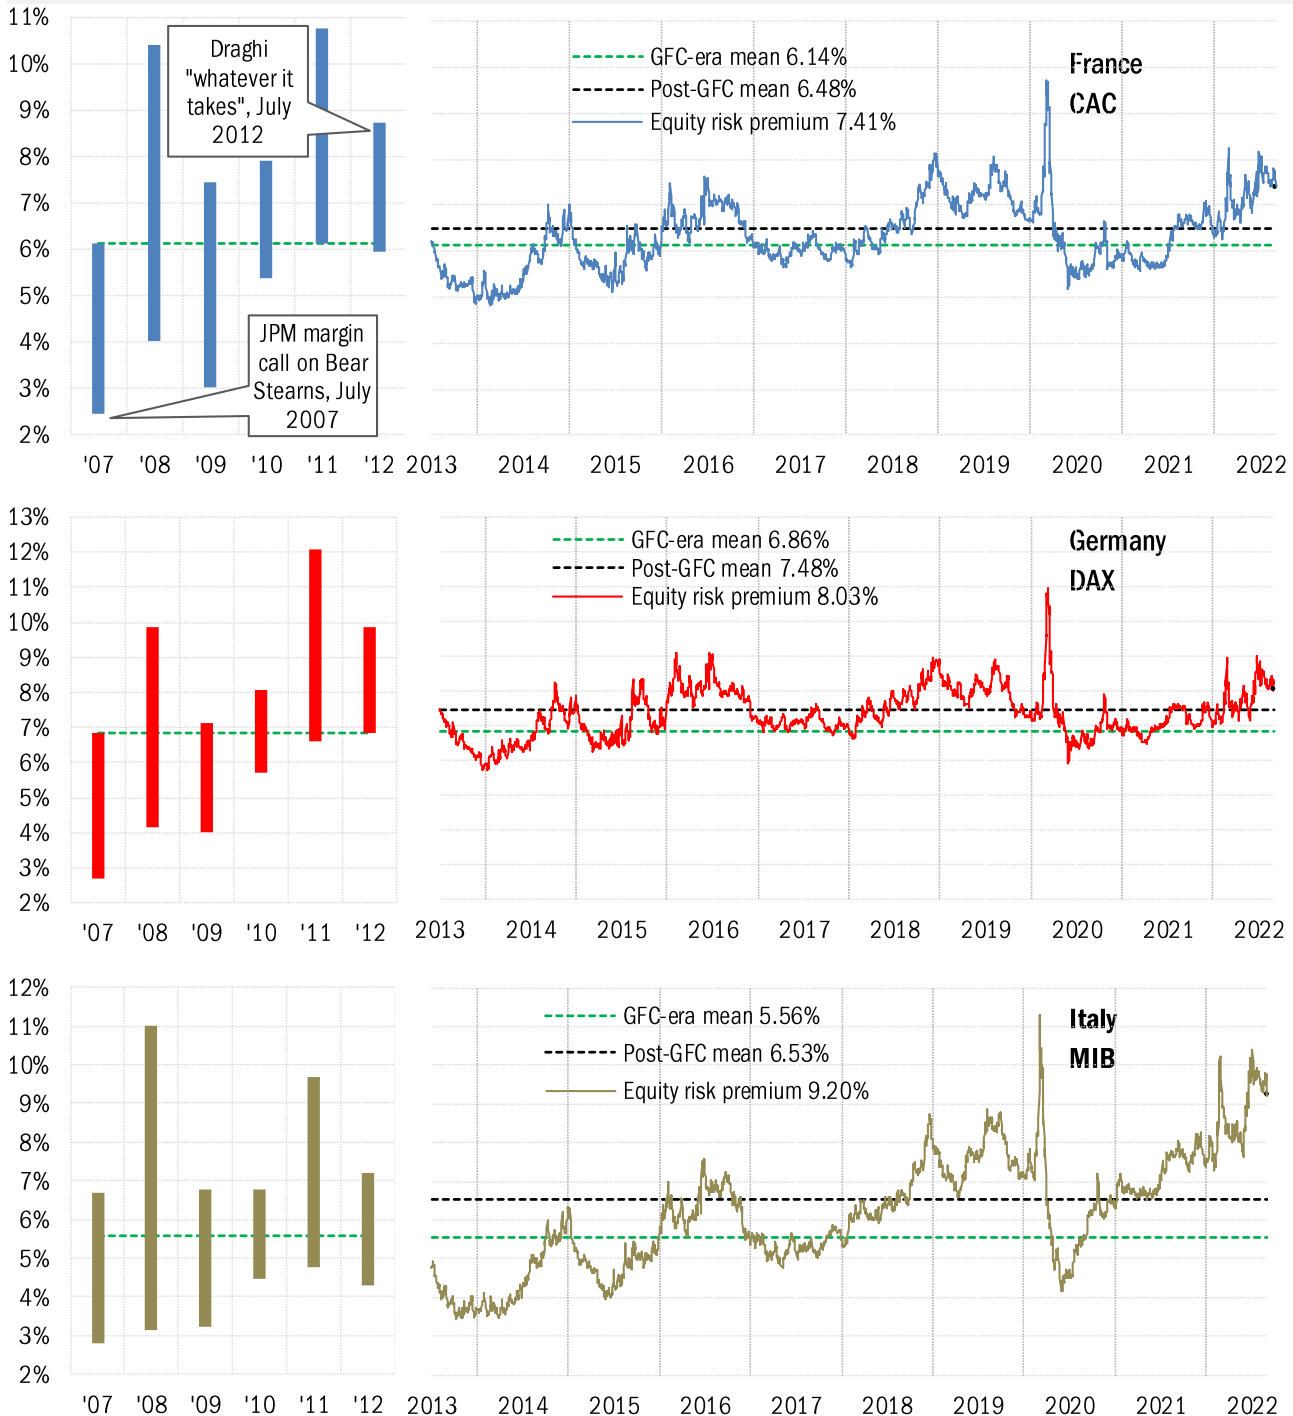 11%
10%
9%
8%
7%
6%
5%
4%
3%
2%
Draghi
"whatever it
takes", July
2012
JPM margin
call on Bear
Stearns, July
2007
'07 '08 '09 '10 '11 '12
GFC-era mean 6.14%
Post-GFC mean 6.48%
Equity risk premium 7.41%
France
CAC
2013 2014 2015 2016 2017 2018 2019 2020 2021 2022
13%
12%
11%
10%
9%
8%
7%
6%
5%
4%
3%
2%
'07 '08 '09 '10 '11 '12
GFC-era mean 6.86%
Post-GFC mean 7.48%
Equity risk premium 8.03%
Germany
DAX
2013 2014 2015 2016 2017 2018 2019 2020 2021 2022
12%
11%
10%
9%
8%
7%
6%
5%
4%
3%
2%
'07 '08 '09 '10 '11 '12
GFC-era mean 5.56%
Post-GFC mean 6.53%
Equity risk premium 9.20%
Italy
MIB
2013 2014 2015 2016 2017 2018 2019 2020 2021 2022